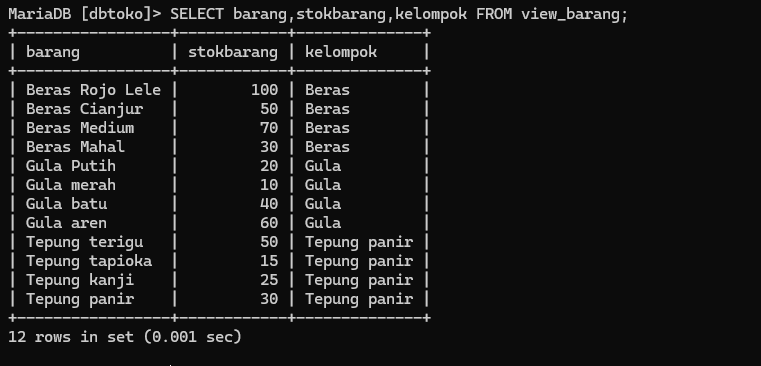 MariaDB [dbtoko]> SELECT barang,stokbarang,kelompok FROM view_barang;
+-----------------+------------+--------------+
| barang          | stokbarang | kelompok     |
+-----------------+------------+--------------+
| Beras Rojo Lele |        100 | Beras        |
| Beras Cianjur   |         50 | Beras        |
| Beras Medium    |         70 | Beras        |
| Beras Mahal     |         30 | Beras        |
| Gula Putih      |         20 | Gula         |
| Gula merah      |         10 | Gula         |
| Gula batu       |         40 | Gula         |
| Gula aren       |         60 | Gula         |
| Tepung terigu   |         50 | Tepung panir |
| Tepung tapioka  |         15 | Tepung panir |
| Tepung kanji    |         25 | Tepung panir |
| Tepung panir    |         30 | Tepung panir |
+-----------------+------------+--------------+
12 rows in set (0.001 sec)